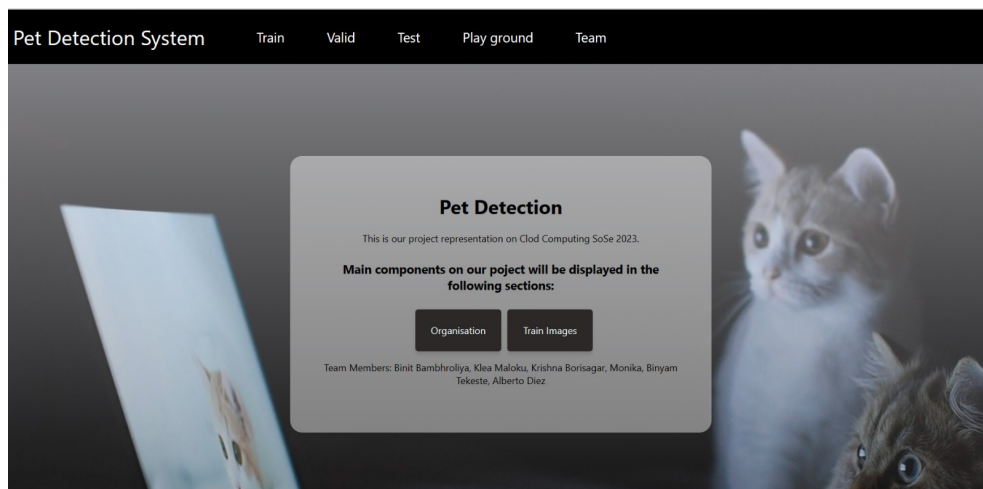 Pet Detection System Train Valid Test Play ground Team
Pet Detection
This is our project representation on Clod Computing SoSe 2023.
Main components on our poject will be displayed in the
following sections:
Organisation Train Images
Team Members: Binit Bambhroliya, Klea Maloku, Krishna Borisagar, Monika, Binyam
Tekeste, Alberto Diez